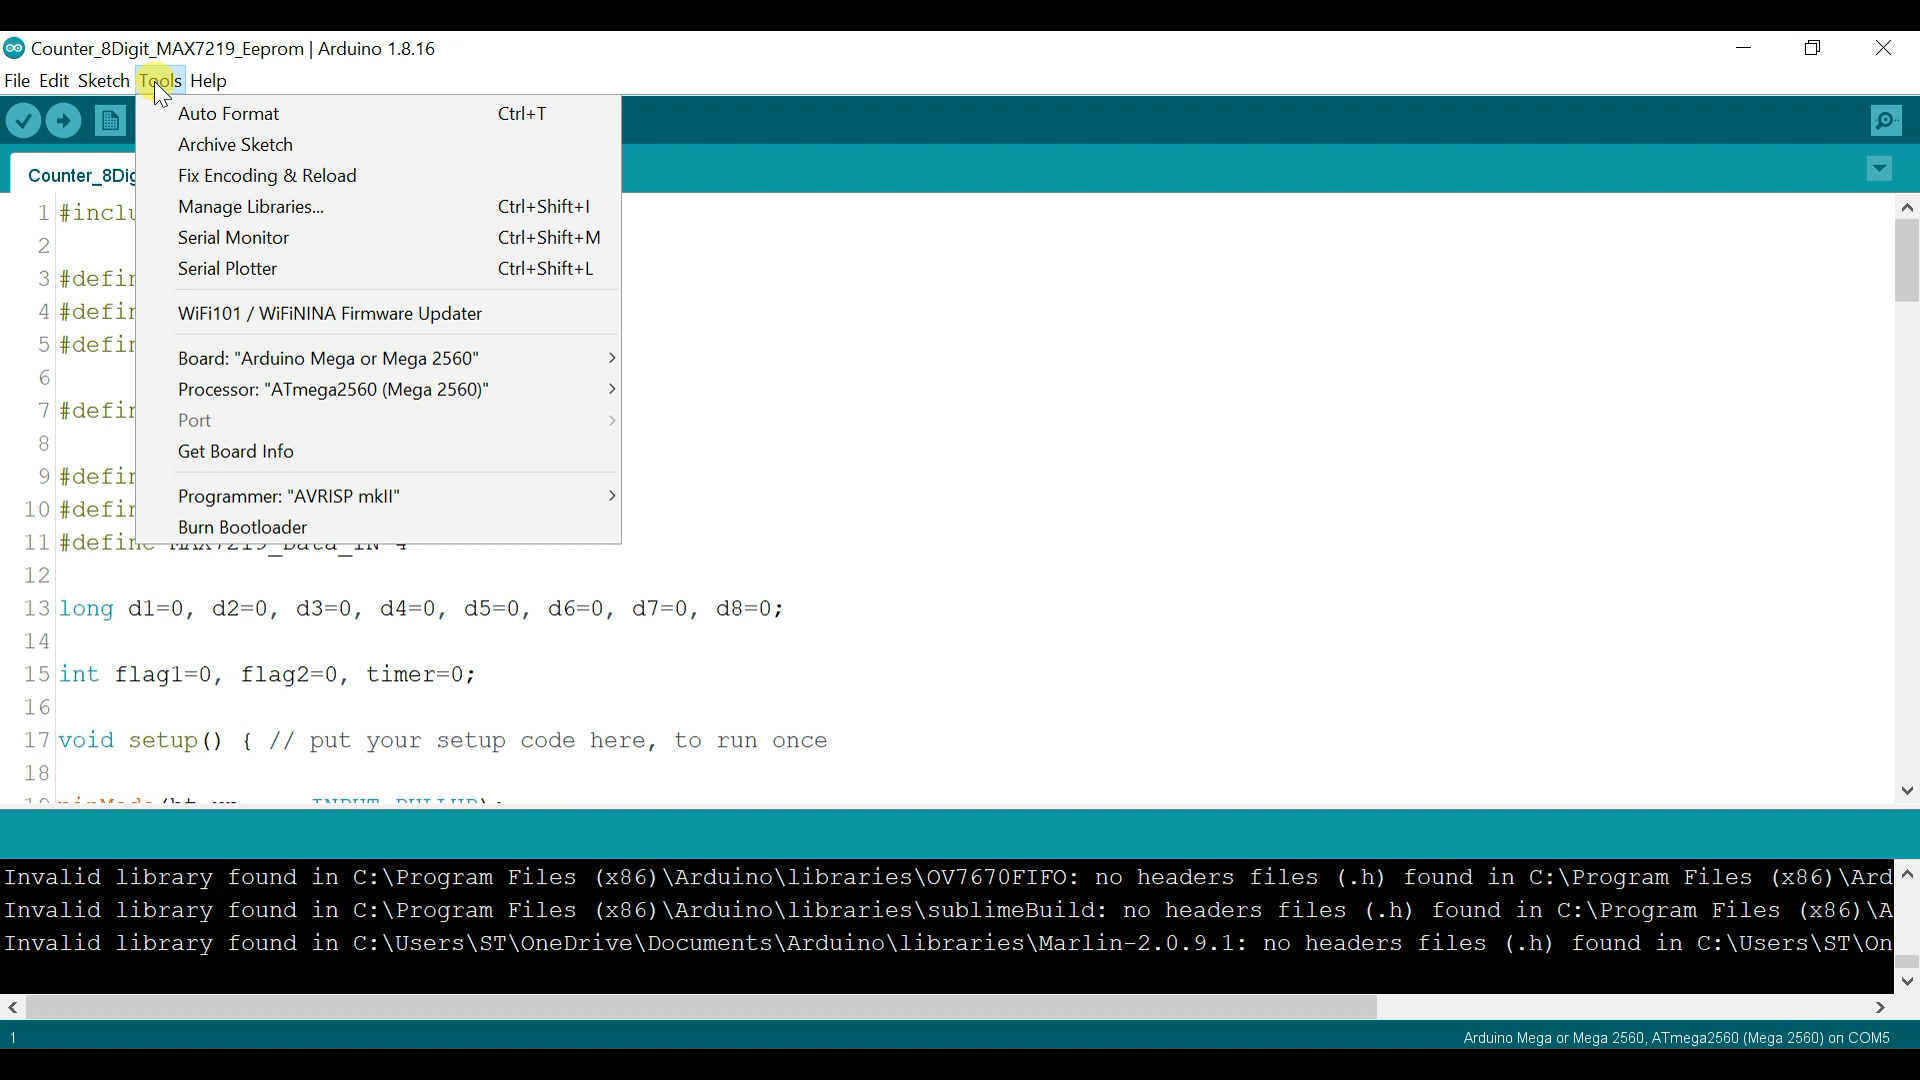 Counter_8Digit_MAX7219_Eeprom | Arduino 1.8.16
File Edit Sketch Tools Help
Auto Format Ctrl+T
Archive Sketch
Fix Encoding & Reload
Manage Libraries... Ctrl+Shift+I
Serial Monitor Ctrl+Shift+M
Serial Plotter Ctrl+Shift+L
WiFi101 / WiFiNINA Firmware Updater
Board: "Arduino Mega or Mega 2560"
Processor: "ATmega2560 (Mega 2560)"
Port
Get Board Info
Programmer: "AVRISP mkII"
Burn Bootloader
Counter_8Dig
1 #inclu
2
3 #defin
4 #defin
5 #defin
6
7 #defin
8
9 #defin
10 #defin
11 #define MAX7219_Data_IN 4
12
13 long d1=0, d2=0, d3=0, d4=0, d5=0, d6=0, d7=0, d8=0;
14
15 int flag1=0, flag2=0, timer=0;
16
17 void setup() { // put your setup code here, to run once
18
Invalid library found in C:\Program Files (x86)\Arduino\libraries\OV7670FIFO: no headers files (.h) found in C:\Program Files (x86)\Ard
Invalid library found in C:\Program Files (x86)\Arduino\libraries\sublimeBuild: no headers files (.h) found in C:\Program Files (x86)\A
Invalid library found in C:\Users\ST\OneDrive\Documents\Arduino\libraries\Marlin-2.0.9.1: no headers files (.h) found in C:\Users\ST\On
1 Arduino Mega or Mega 2560, ATmega2560 (Mega 2560) on COM5